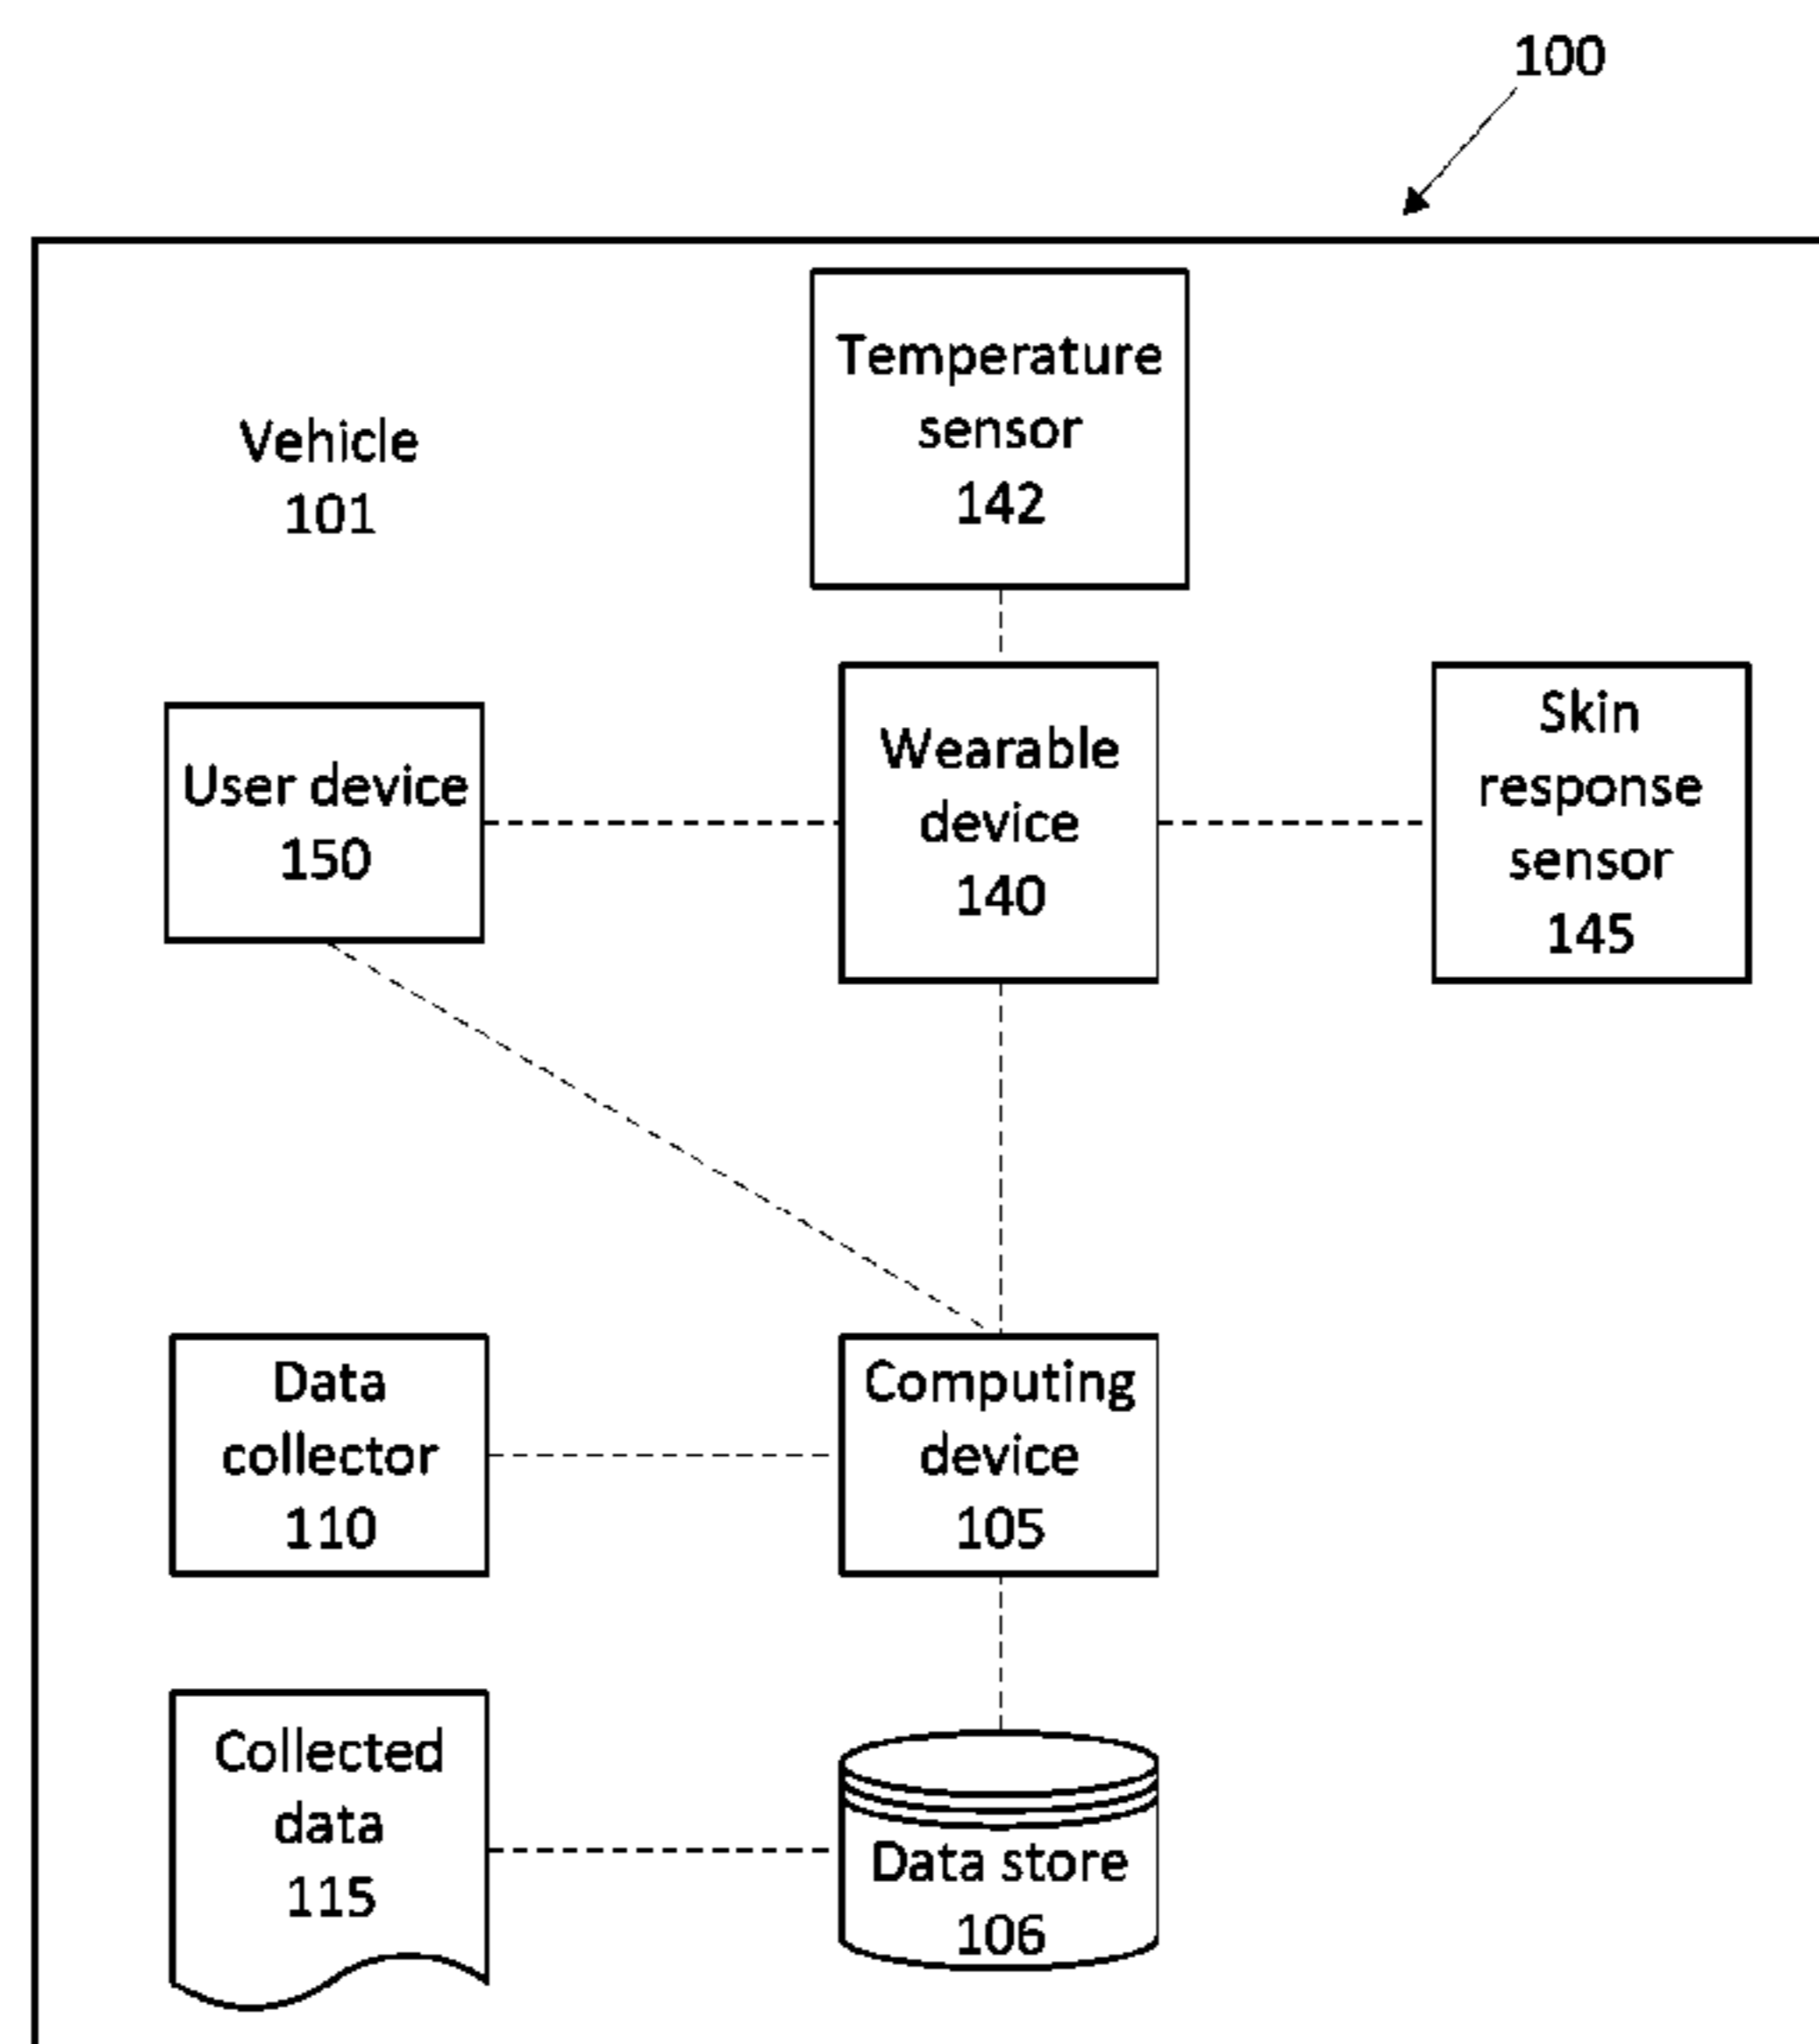 100
Vehicle
101
Temperature
sensor
142
User device
150
Wearable
device
140
Skin
response
sensor
145
Data
collector
110
Computing
device
105
Collected
data
115
Data store
106